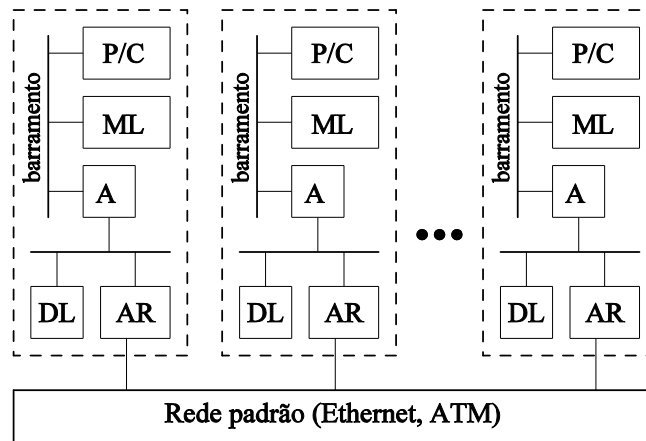 barramento
P/C
ML
A
DL
AR
barramento
P/C
ML
A
DL
AR
barramento
P/C
ML
A
DL
AR
Rede padrão (Ethernet, ATM)